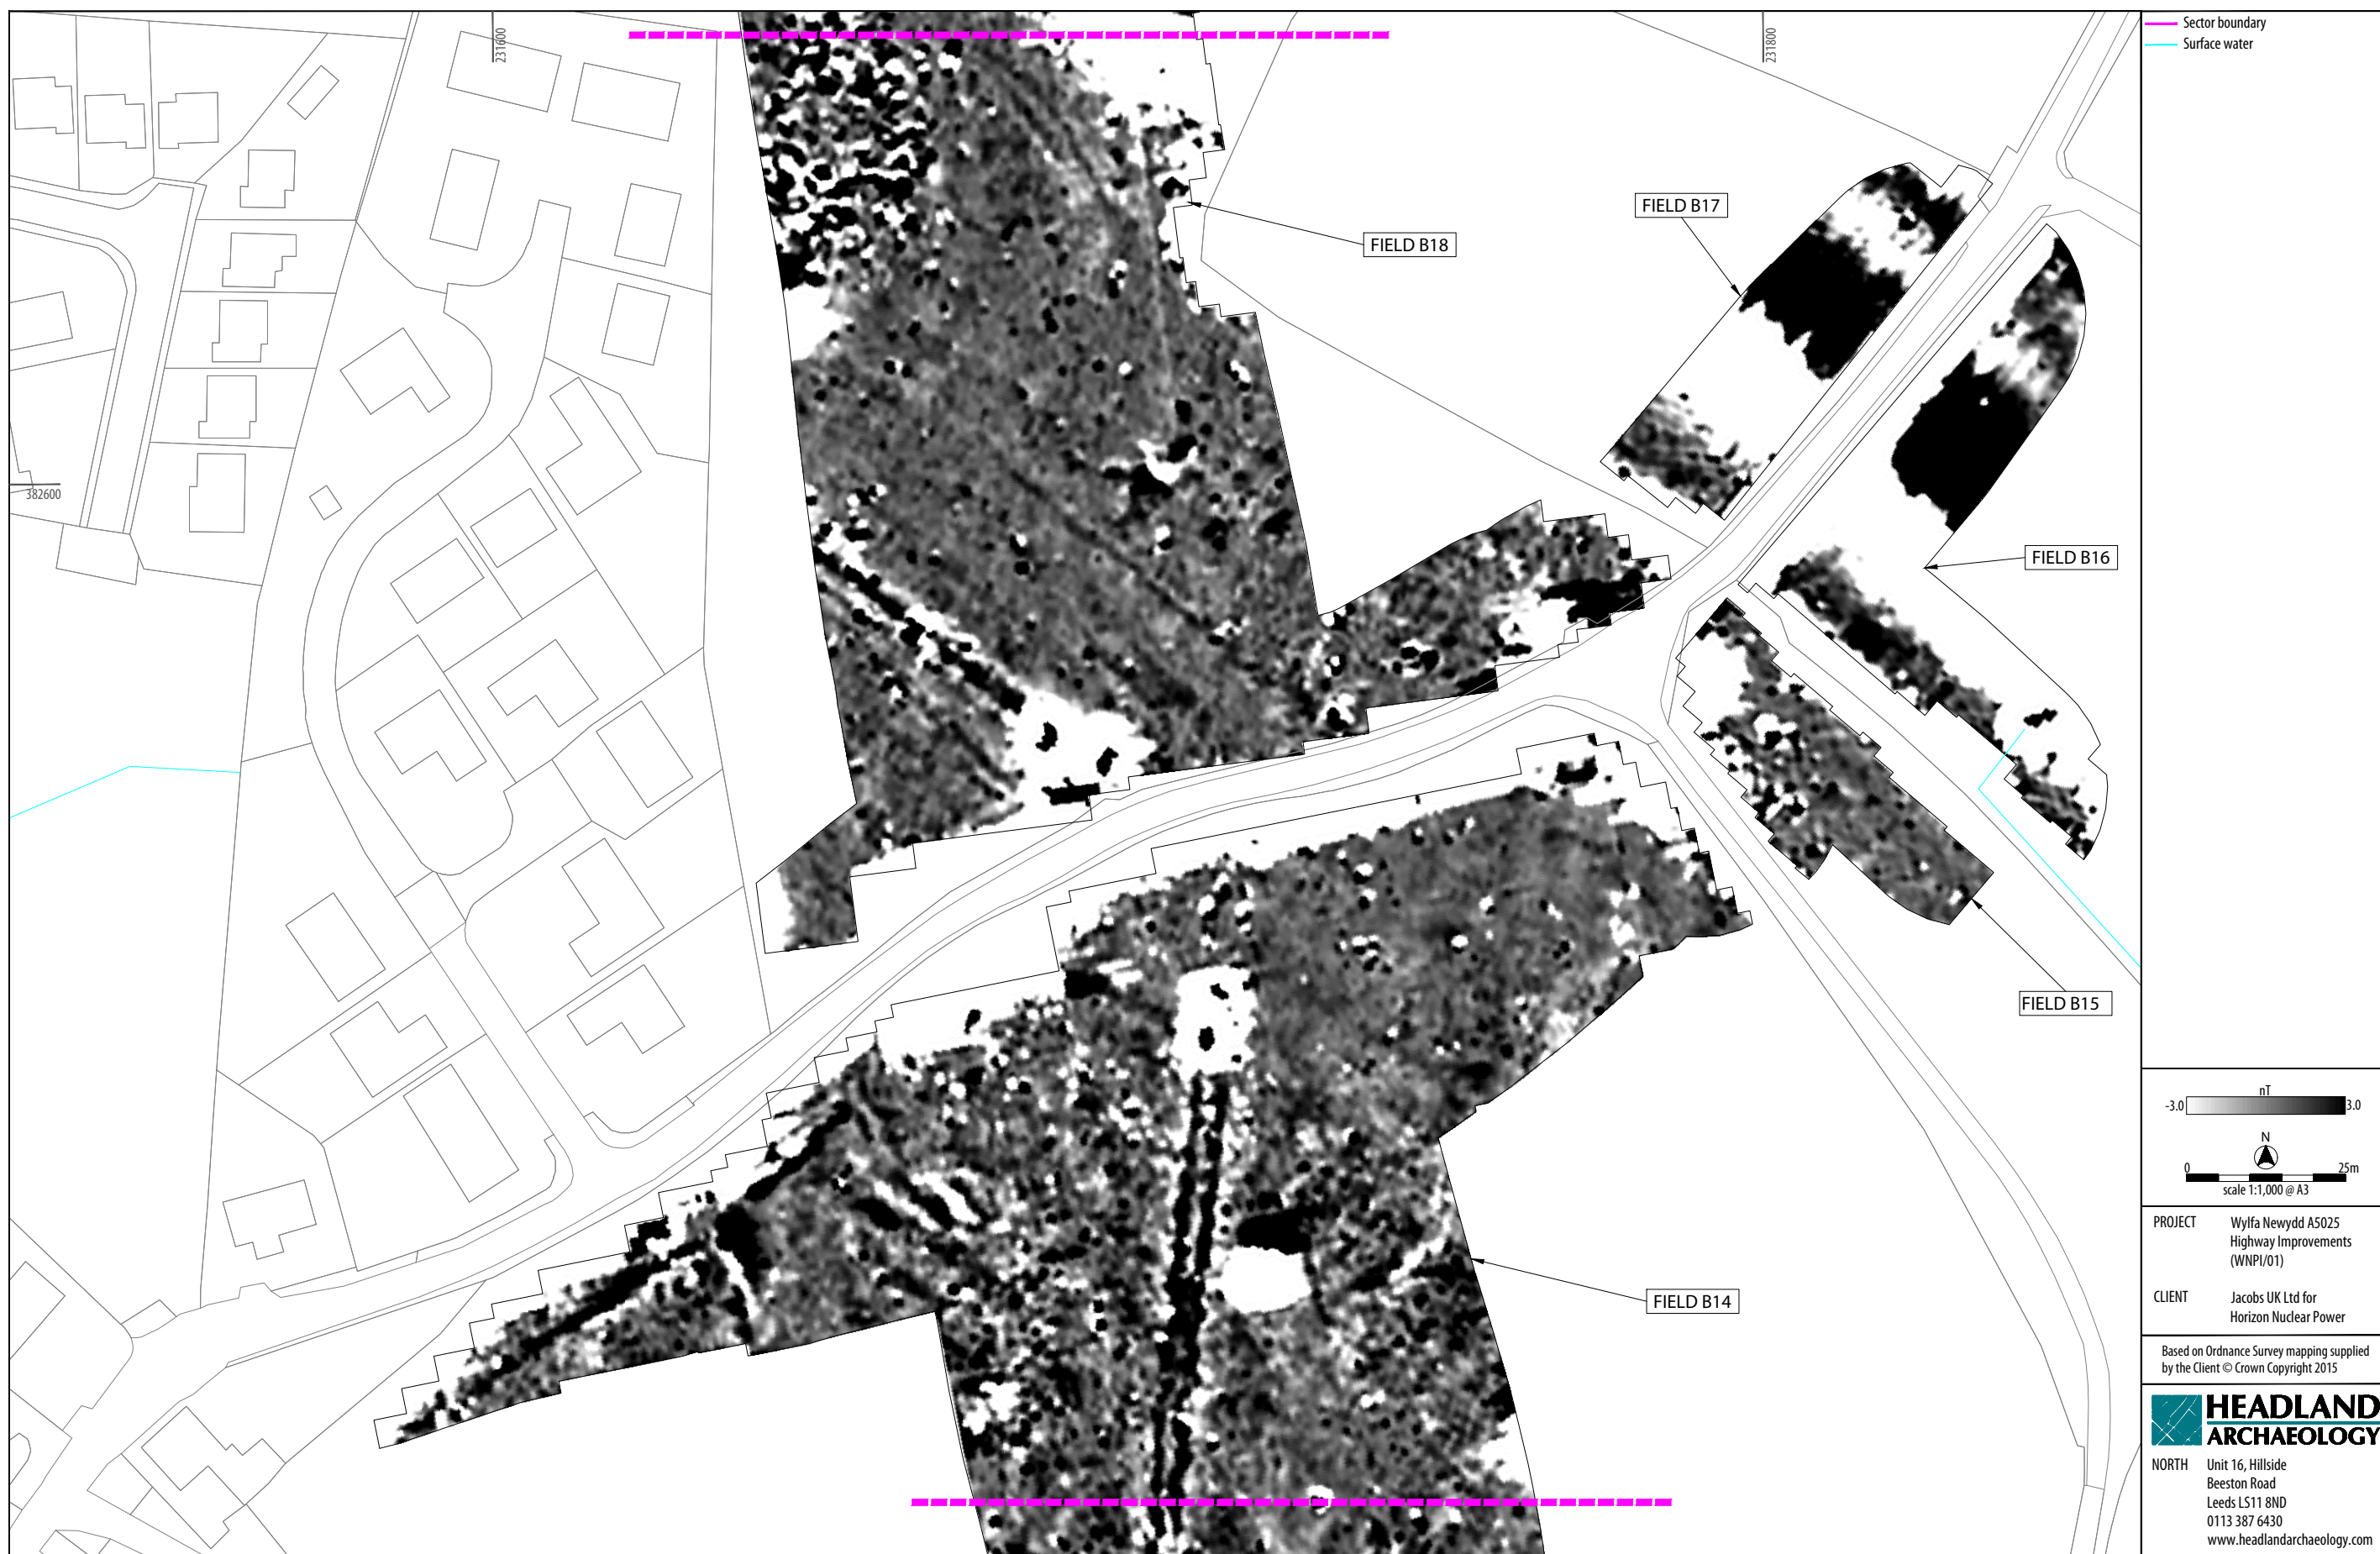 Sector boundary
Surface water
231600
231800
382600
FIELD B17
FIELD B18
FIELD B16
FIELD B15
FIELD B14
nT
-3.0 3.0
N
0 25m
scale 1:1,000 @ A3
PROJECT Wylfa Newydd A5025
Highway Improvements
(WNPI/01)
CLIENT Jacobs UK Ltd for
Horizon Nuclear Power
Based on Ordnance Survey mapping supplied
by the Client © Crown Copyright 2015
HEADLAND
ARCHAEOLOGY
NORTH Unit 16, Hillside
Beeston Road
Leeds LS11 8ND
0113 387 6430
www.headlandarchaeology.com